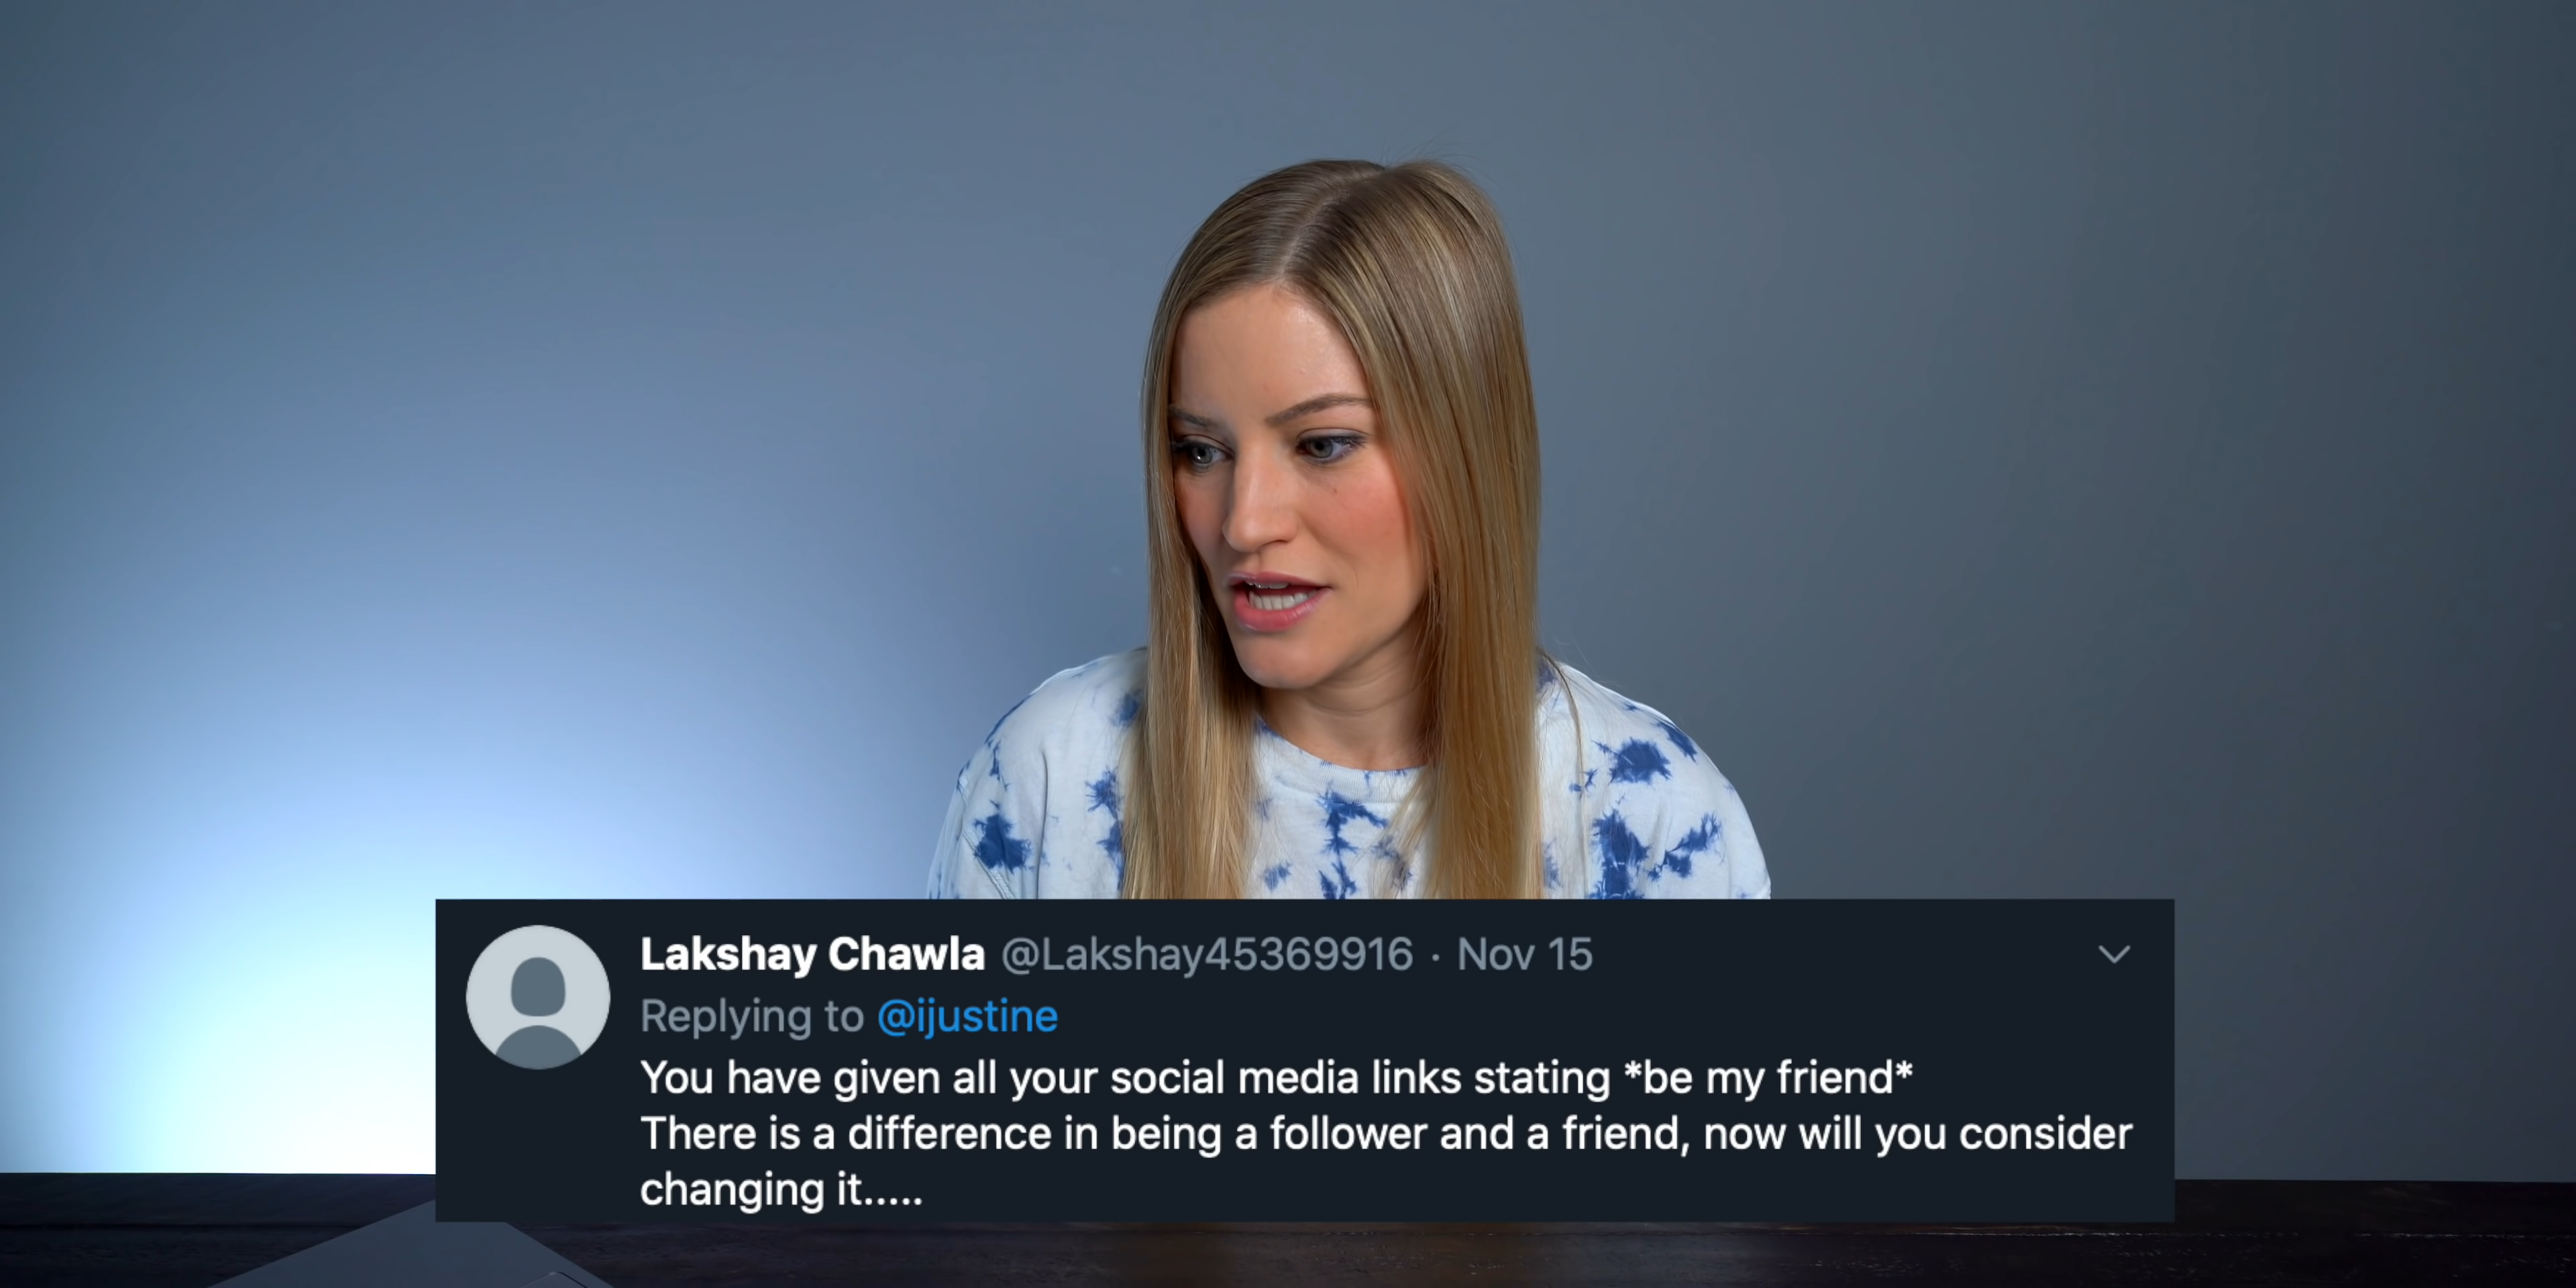 Lakshay Chawla @Lakshay45369916 · Nov 15
Replying to @ijustine
You have given all your social media links stating *be my friend*
There is a difference in being a follower and a friend, now will you consider
changing it.....